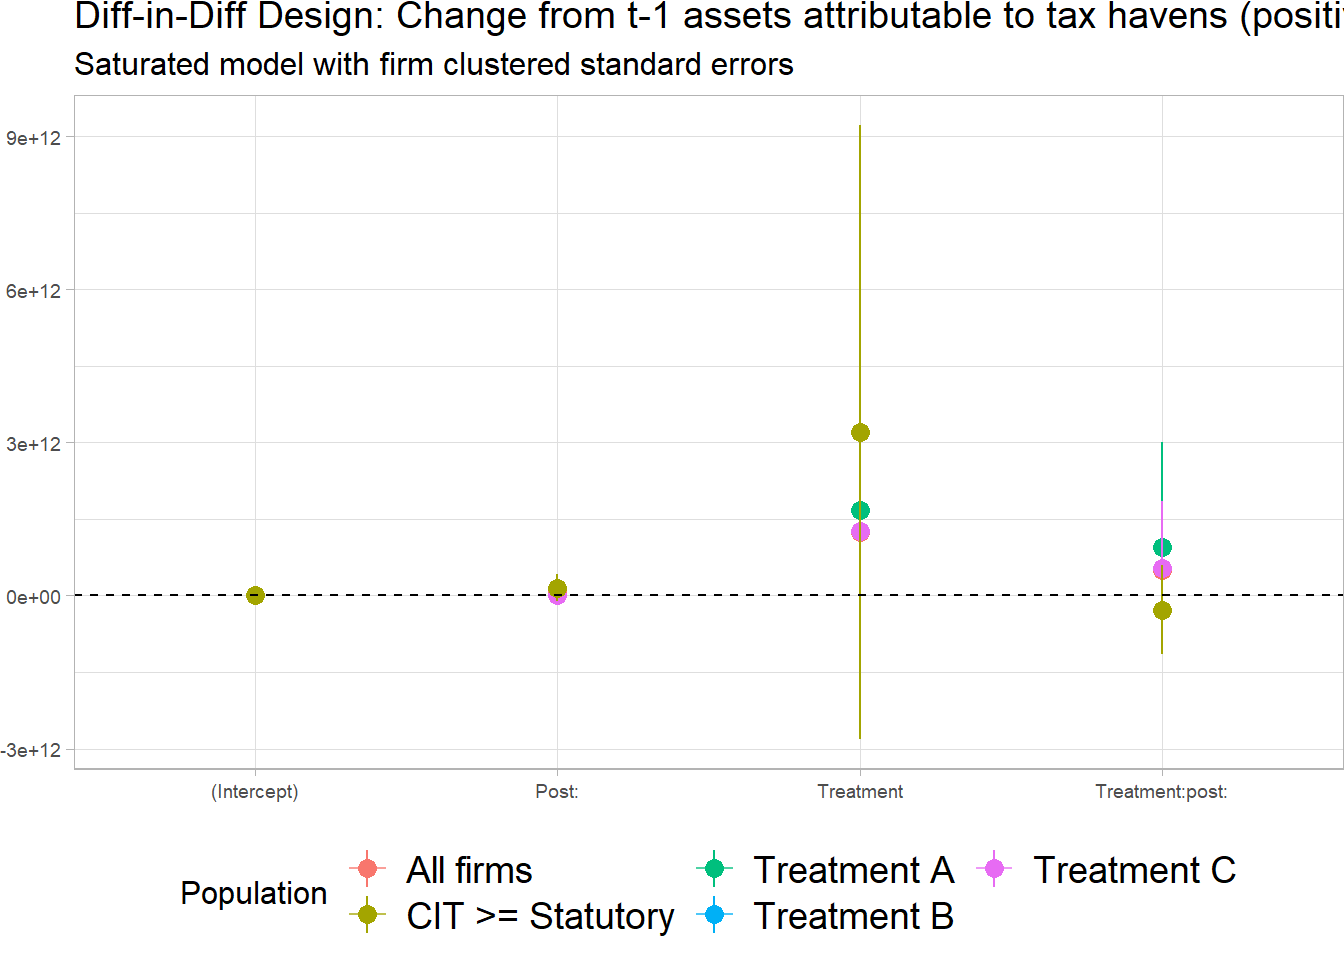 Diff-in-Diff Design: Change from t-1 assets attributable to tax havens
Saturated model with firm clustered standard errors
9e+12
6e+12
3e+12
0e+00
-3e+12
(Intercept) Post: Treatment Treatment:post:
Population
All firms Treatment A Treatment C
CIT >= Statutory Treatment B